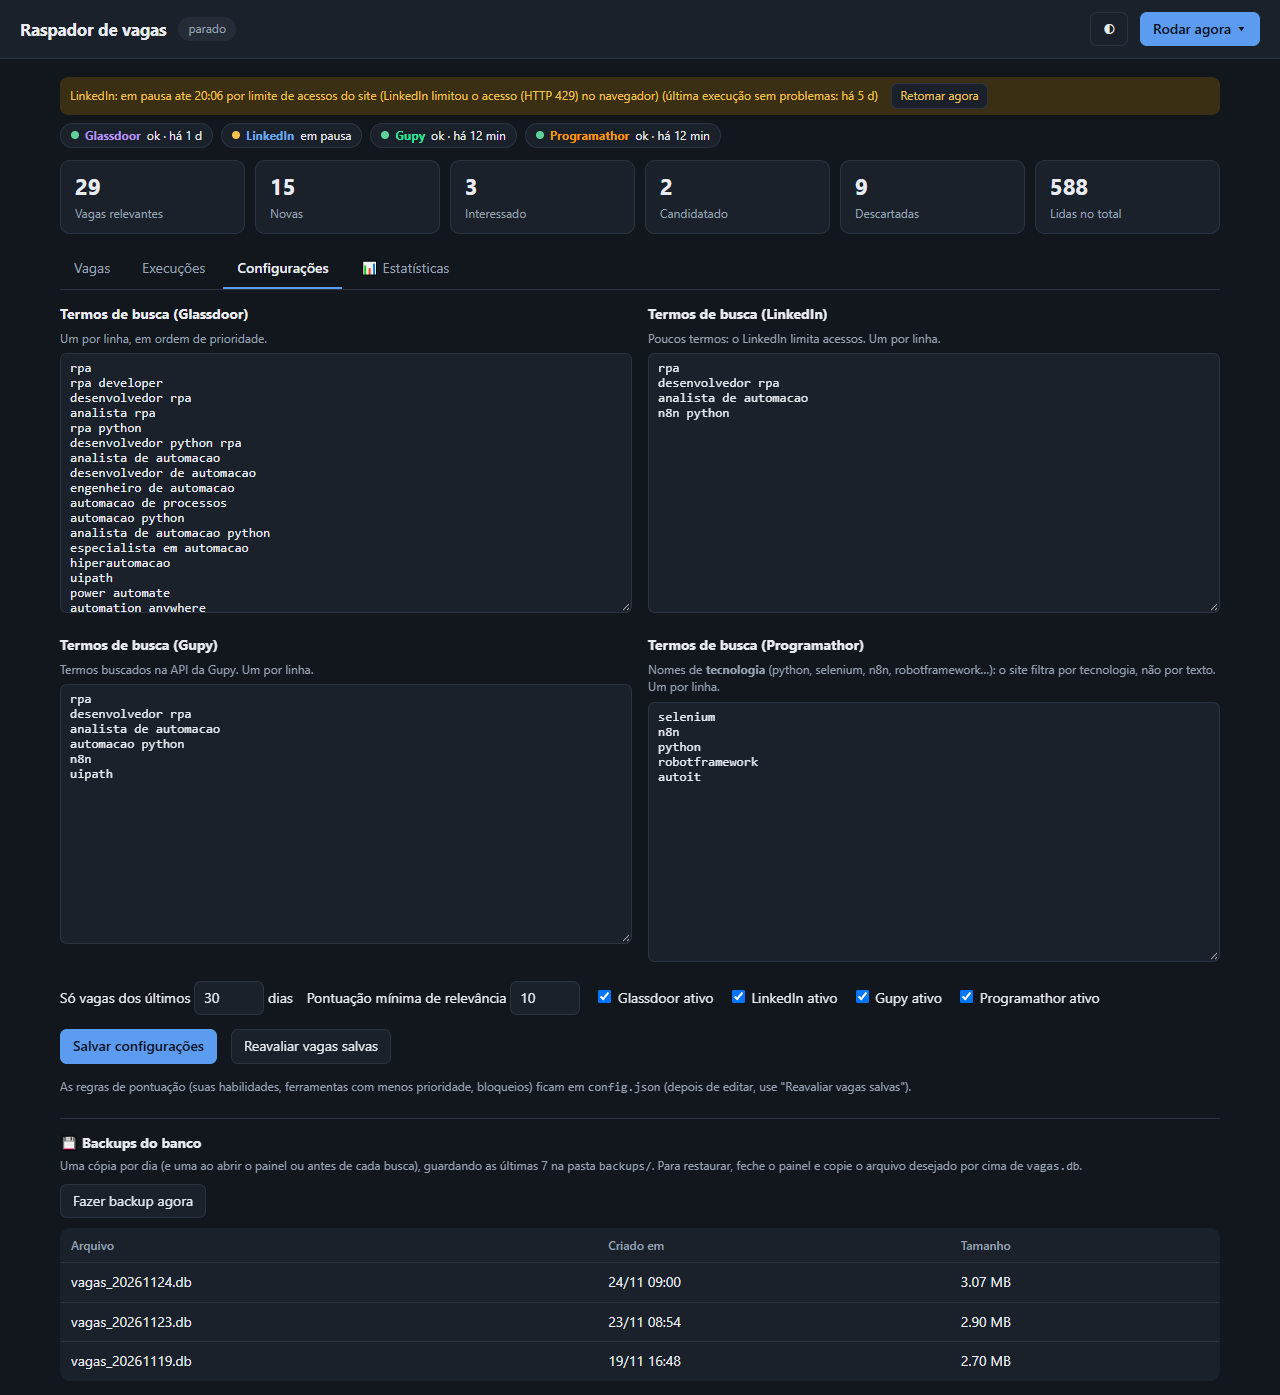 Raspador de vagas
parado
Rodar agora
LinkedIn: em pausa ate 20:06 por limite de acessos do site (LinkedIn limitou o acesso (HTTP 429) no navegador) (última execução sem problemas: há 5 d)
Retomar agora
Glassdoor ok · há 1 d
LinkedIn em pausa
Gupy ok · há 12 min
Programathor ok · há 12 min
29
Vagas relevantes
15
Novas
3
Interessado
2
Candidatado
9
Descartadas
588
Lidas no total
Vagas
Execuções
Configurações
Estatísticas
Termos de busca (Glassdoor)
Um por linha, em ordem de prioridade.
rpa
rpa developer
desenvolvedor rpa
analista rpa
rpa python
desenvolvedor python rpa
analista de automacao
desenvolvedor de automacao
engenheiro de automacao
automacao de processos
automacao python
analista de automacao python
especialista em automacao
hiperautomacao
uipath
power automate
automation anywhere
Termos de busca (LinkedIn)
Poucos termos: o LinkedIn limita acessos. Um por linha.
rpa
desenvolvedor rpa
analista de automacao
n8n python
Termos de busca (Gupy)
Termos buscados na API da Gupy. Um por linha.
rpa
desenvolvedor rpa
analista de automacao
automacao python
n8n
uipath
Termos de busca (Programathor)
Nomes de tecnologia (python, selenium, n8n, robotframework...): o site filtra por tecnologia, não por texto.
Um por linha.
selenium
n8n
python
robotframework
autoit
Só vagas dos últimos 30 dias
Pontuação mínima de relevância 10
Glassdoor ativo
LinkedIn ativo
Gupy ativo
Programathor ativo
Salvar configurações
Reavaliar vagas salvas
As regras de pontuação (suas habilidades, ferramentas com menos prioridade, bloqueios) ficam em config.json (depois de editar, use "Reavaliar vagas salvas").
Backups do banco
Uma cópia por dia (e uma ao abrir o painel ou antes de cada busca), guardando as últimas 7 na pasta backups/. Para restaurar, feche o painel e copie o arquivo desejado por cima de vagas.db.
Fazer backup agora
Arquivo Criado em Tamanho
vagas_20261124.db 24/11 09:00 3.07 MB
vagas_20261123.db 23/11 08:54 2.90 MB
vagas_20261119.db 19/11 16:48 2.70 MB